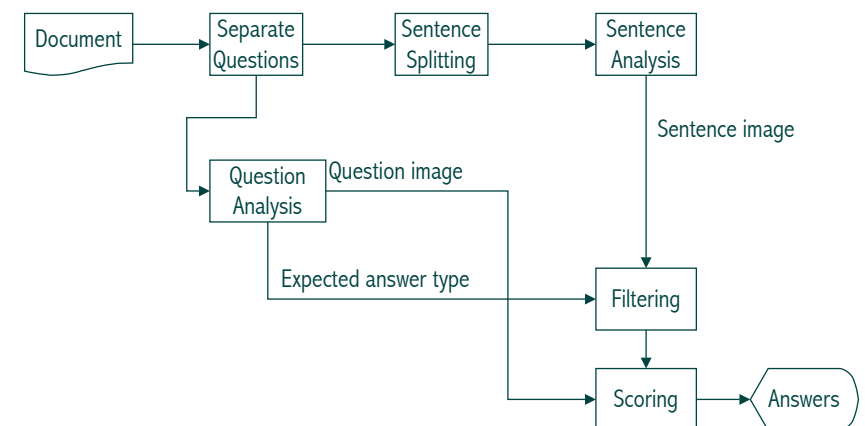 Document
Separate
Questions
Sentence
Splitting
Sentence
Analysis
Sentence image
Question
Analysis
Question image
Expected answer type
Filtering
Scoring
Answers